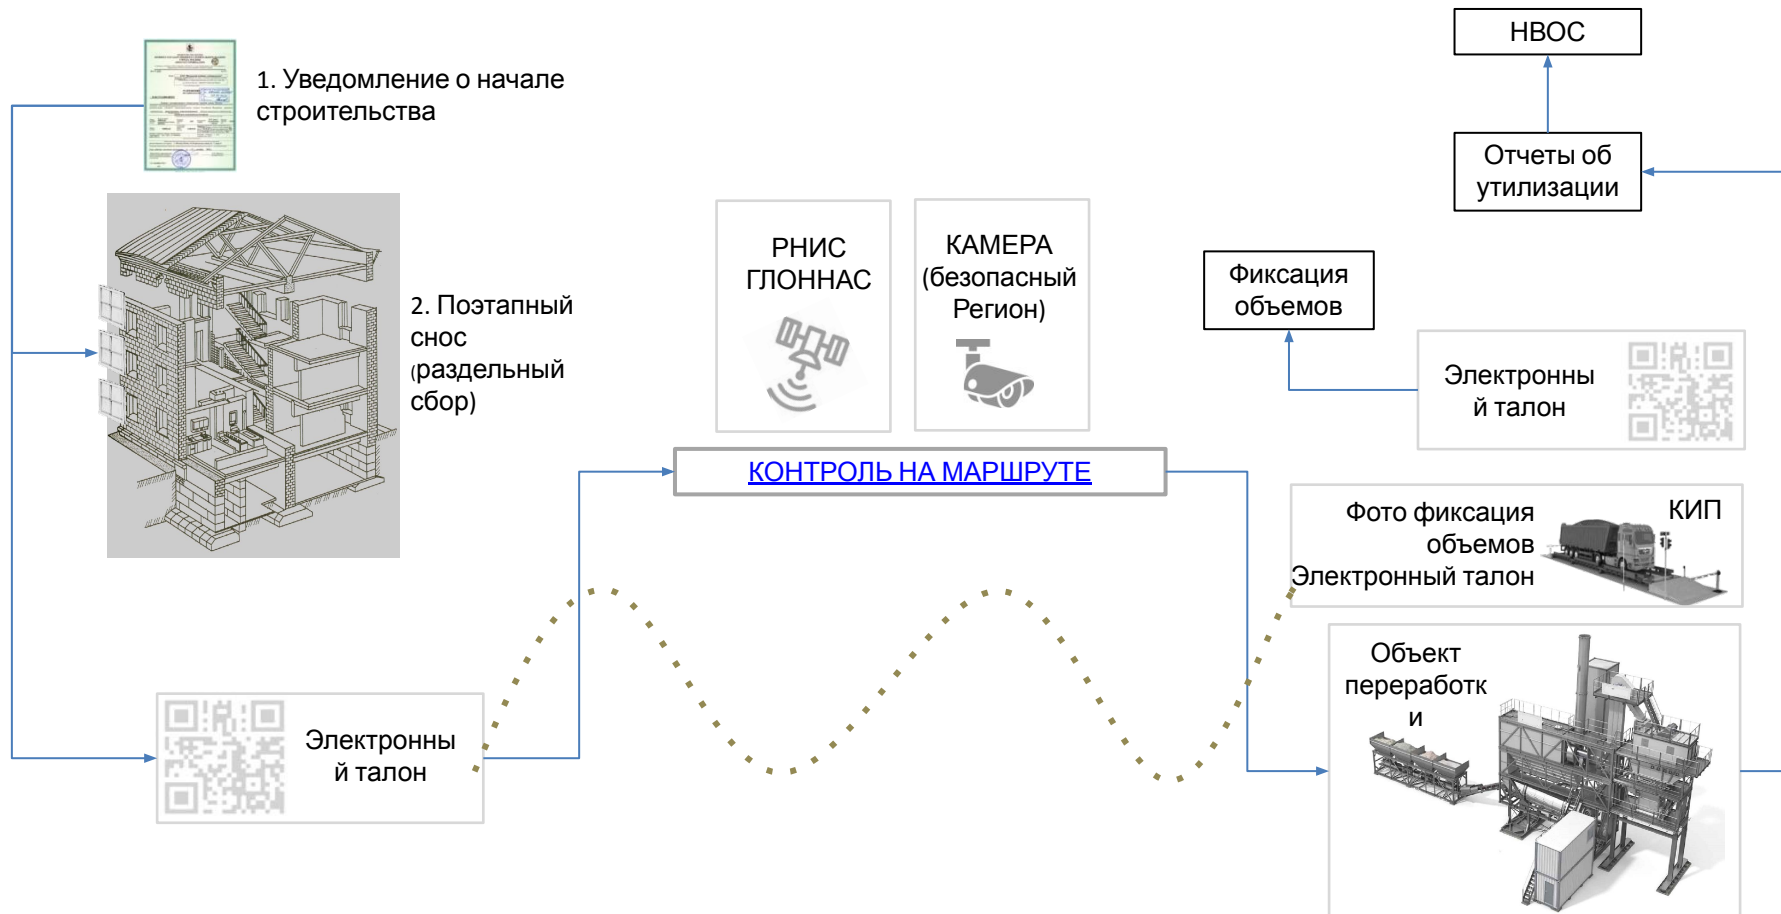 1. Уведомление о начале
строительства
2. Поэтапный
снос
(раздельный
сбор)
Электронны
й талон
РНИС
ГЛОННАС
КАМЕРА
(безопасный
Регион)
КОНТРОЛЬ НА МАРШРУТЕ
НВОС
Отчеты об
утилизации
Фиксация
объемов
Электронны
й талон
Фото фиксация
объемов
Электронный талон
КИП
Объект
переработк
и